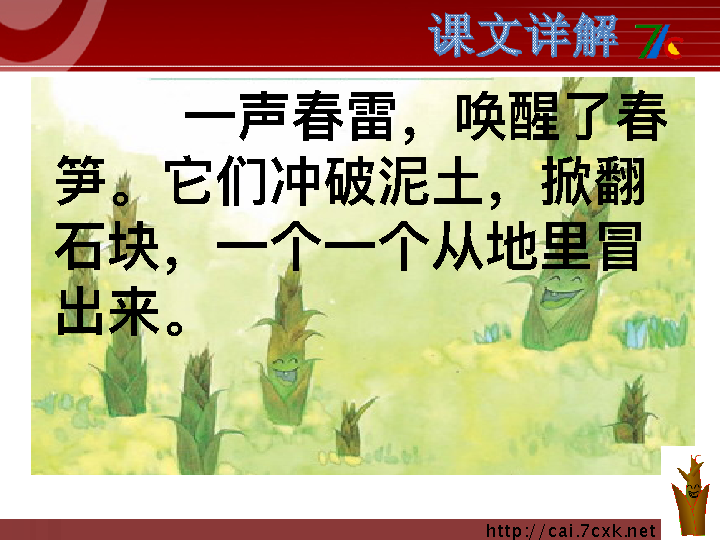 课文详解
一声春雷，唤醒了春
笋。它们冲破泥土，掀翻
石块，一个一个从地里冒
出来。
http://cai.7cxk.net